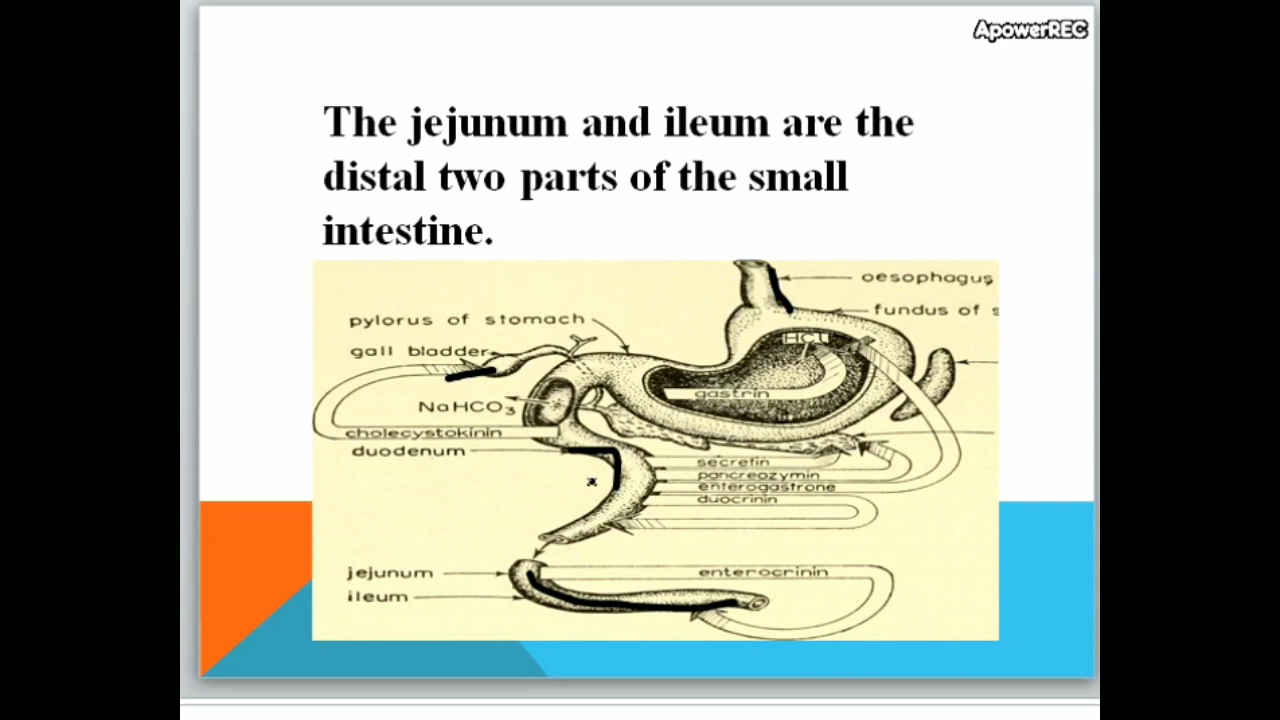 ApowerREC
The jejunum and ileum are the
distal two parts of the small
intestine.
oesophagus
pylorus of stomach
fundus of s
gall bladder
HCL
gastrin
NaHCO3
cholecystokinin
duodenum
secretin
pancreozymin
enterogastrone
duocrinin
jejunum
enterocrinin
ileum